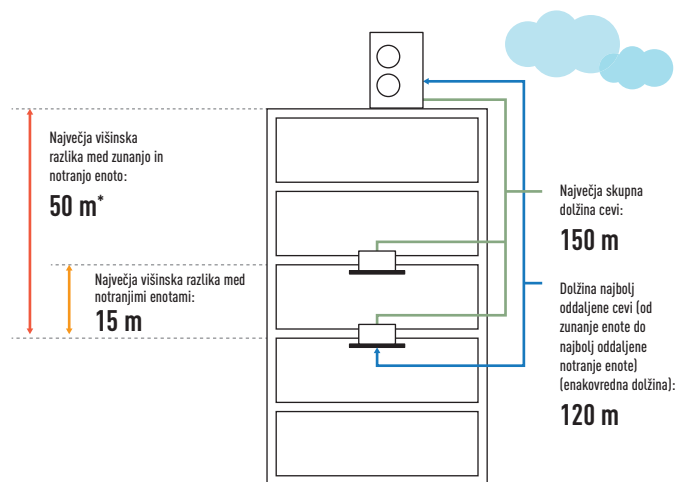 Največja višinska
razlika med zunanjo in
notranjo enoto:
50 m*
Največja višinska razlika med
notranjimi enotami:
15 m
Največja skupna
dolžina cevi:
150 m
Dolžina najbolj
oddaljene cevi (od
zunanje enote do
najbolj oddaljene
notranje enote)
(enakovredna dolžina):
120 m